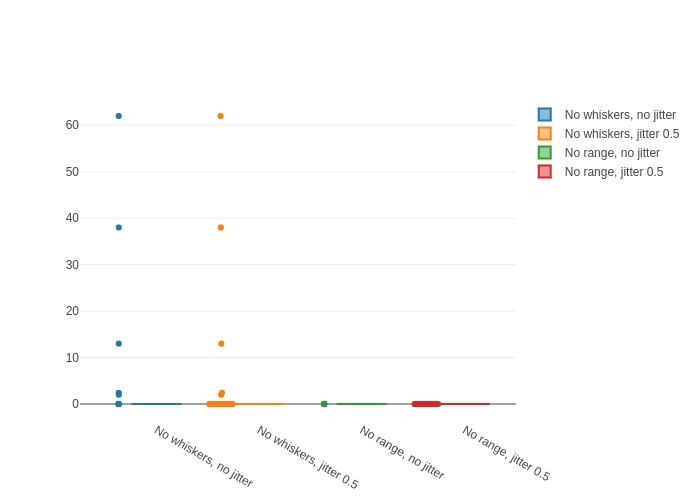 60
50
40
30
20
10
0
No whiskers, no jitter
No whiskers, jitter 0.5
No range, no jitter
No range, jitter 0.5
No whiskers, no jitter
No whiskers, jitter 0.5
No range, no jitter
No range, jitter 0.5